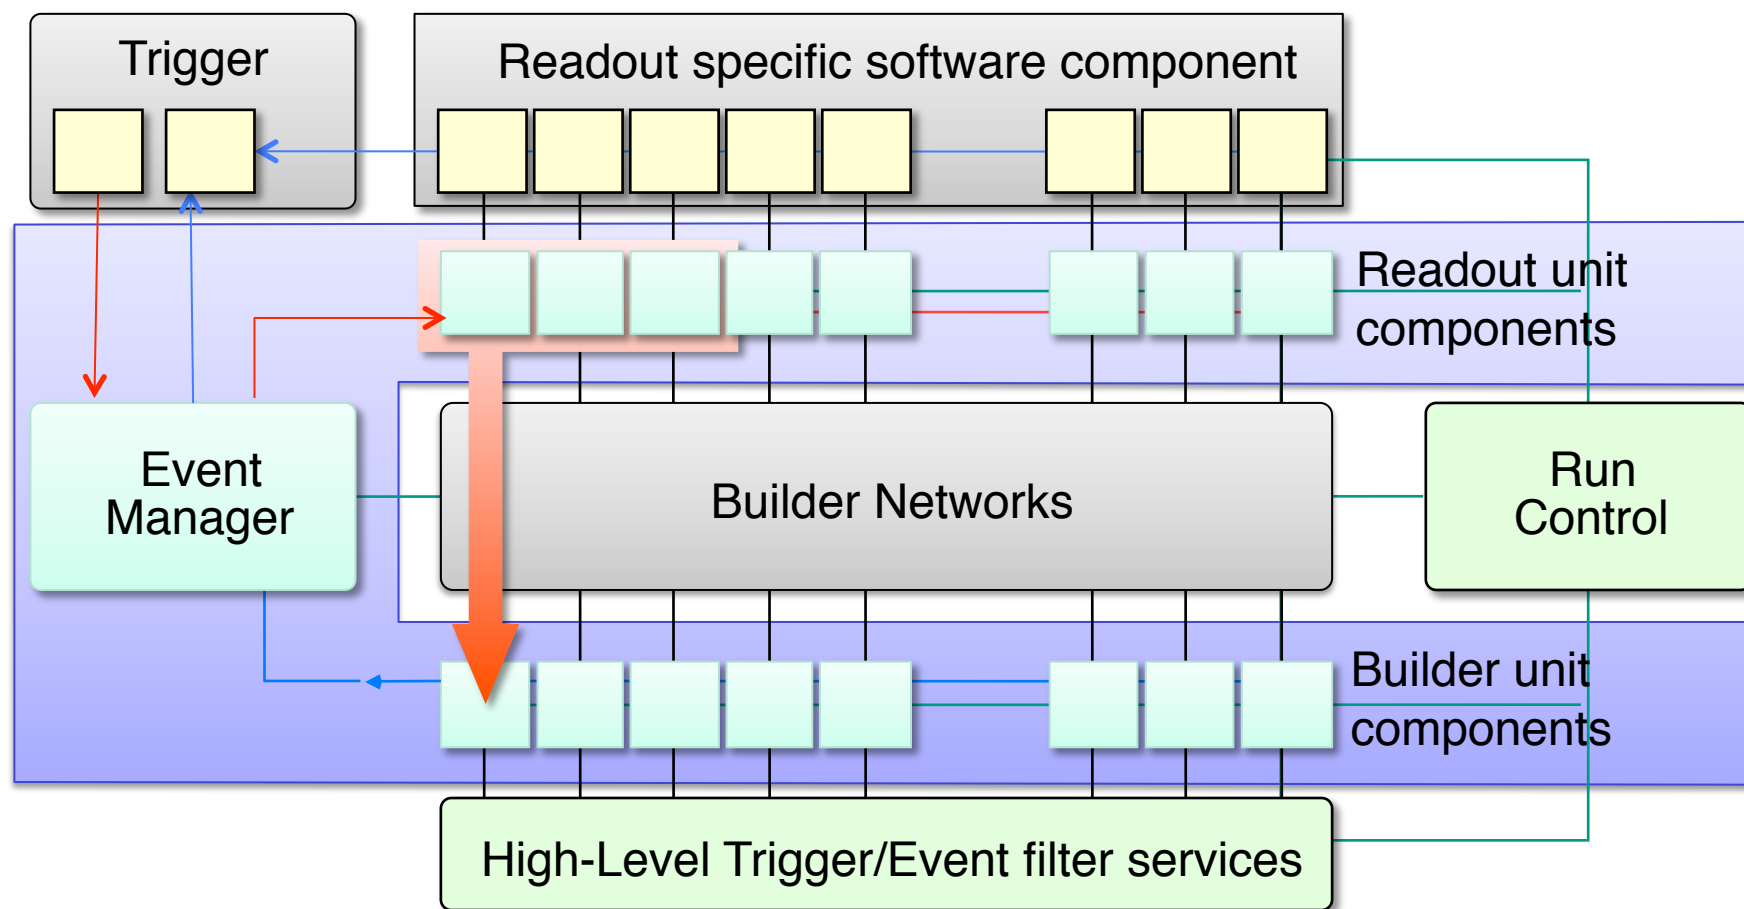 Trigger
Readout specific software component
Readout unit
components
Event
Manager
Builder Networks
Run
Control
Builder unit
components
High-Level Trigger/Event filter services